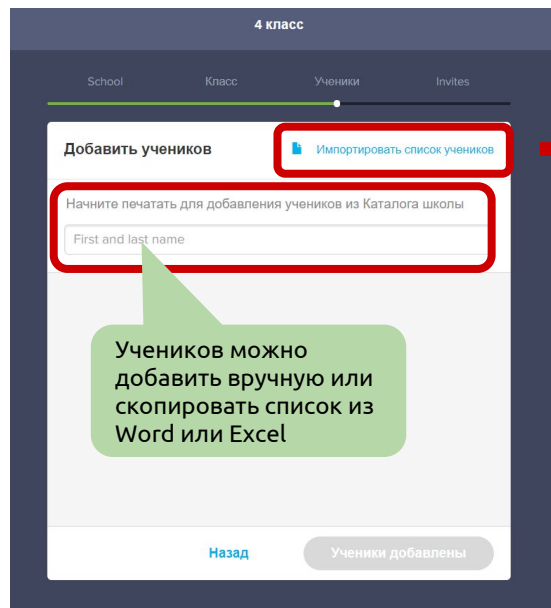 4 класс
School Класс Ученики Invites
Добавить учеников Импортировать список учеников
Начните печатать для добавления учеников из Каталога школы
First and last name
Учеников можно
добавить вручную или
скопировать список из
Word или Excel
Назад Ученики добавлены